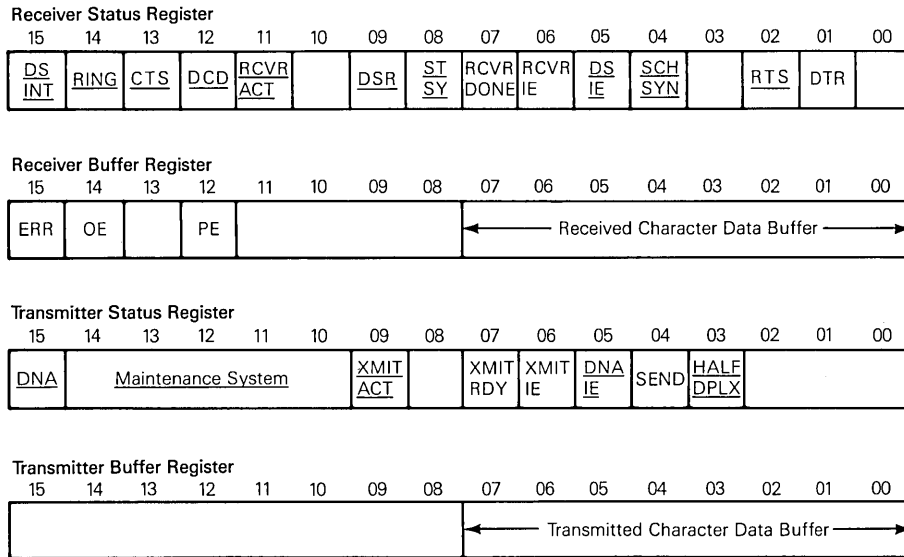 Receiver Status Register
15 14 13 12 11 10 09 08 07 06 05 04 03 02 01 00
DS INT RING CTS DCD RCVR ACT DSR ST SY RCVR DONE RCVR IE DS IE SCH SYN RTS DTR
Receiver Buffer Register
15 14 13 12 11 10 09 08 07 06 05 04 03 02 01 00
ERR OE PE Received Character Data Buffer
Transmitter Status Register
15 14 13 12 11 10 09 08 07 06 05 04 03 02 01 00
DNA Maintenance System XMIT ACT XMIT RDY XMIT IE DNA IE SEND HALF DPLX
Transmitter Buffer Register
15 14 13 12 11 10 09 08 07 06 05 04 03 02 01 00
Transmitted Character Data Buffer